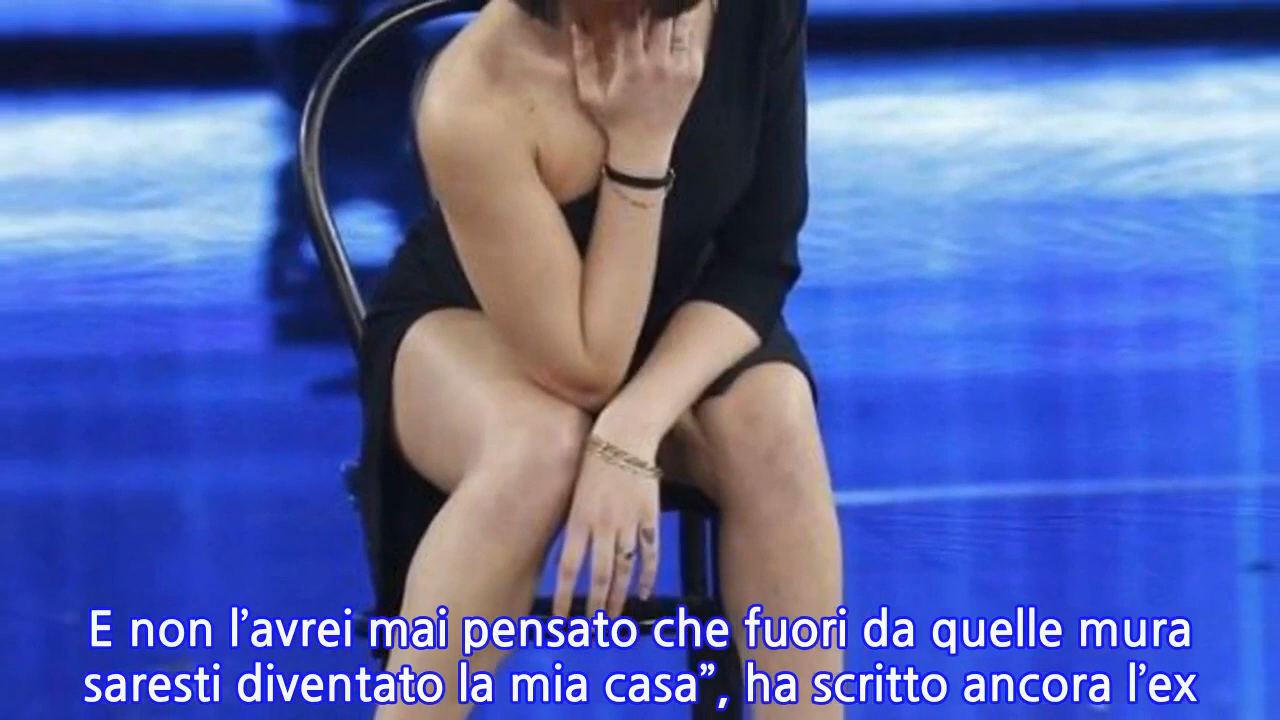 E non l’avrei mai pensato che fuori da quelle mura
saresti diventato la mia casa”, ha scritto ancora l’ex